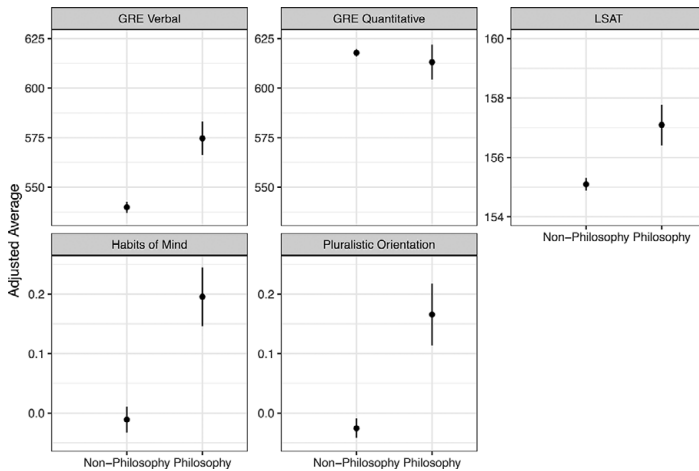 GRE Verbal
GRE Quantitative
LSAT
625
600
575
550
625
600
575
550
160
158
156
154
Non−Philosophy Philosophy
Adjusted Average
Habits of Mind
Pluralistic Orientation
0.2
0.1
0.0
0.2
0.1
0.0
Non−Philosophy Philosophy
Non−Philosophy Philosophy